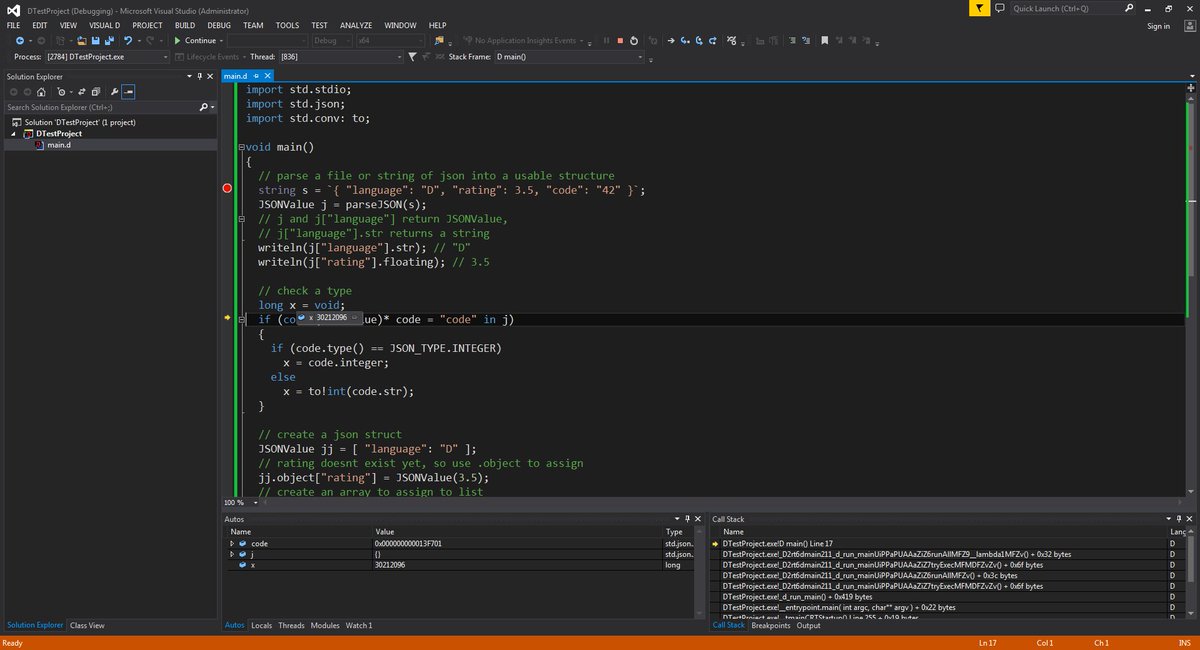 DTestProject (Debugging) - Microsoft Visual Studio (Administrator)
Quick Launch (Ctrl+Q)
FILE EDIT VIEW VISUAL D PROJECT BUILD DEBUG TEAM TOOLS TEST ANALYZE WINDOW HELP
Sign in
Continue Debug x64 No Application Insights Events
Process: [2784] DTestProject.exe Lifecycle Events Thread: [836] Stack Frame: D main()
Solution Explorer
Search Solution Explorer (Ctrl+;)
Solution 'DTestProject' (1 project)
DTestProject
main.d
main.d
import std.stdio;
import std.json;
import std.conv: to;
void main()
{
// parse a file or string of json into a usable structure
string s = `{ "language": "D", "rating": 3.5, "code": "42" }`;
JSONValue j = parseJSON(s);
// j and j["language"] return JSONValue,
// j["language"].str returns a string
writeln(j["language"].str); // "D"
writeln(j["rating"].floating); // 3.5
// check a type
long x = void;
if (co x 30212096 ue)* code = "code" in j)
{
if (code.type() == JSON_TYPE.INTEGER)
x = code.integer;
else
x = to!int(code.str);
}
// create a json struct
JSONValue jj = [ "language": "D" ];
// rating doesnt exist yet, so use .object to assign
jj.object["rating"] = JSONValue(3.5);
// create an array to assign to list
100 %
Autos
Name Value Type
code 0x000000000013F701 std.json.
j {} std.json.
x 30212096 long
Autos Locals Threads Modules Watch 1
Call Stack
Name Lang
DTestProject.exe!D main() Line 17 D
DTestProject.exe!_D2rt6dmain211_d_run_mainUiPPaPUAAaZiZ6runAllMFZ9__lambda1MFZv() + 0x32 bytes D
DTestProject.exe!_D2rt6dmain211_d_run_mainUiPPaPUAAaZiZ7tryExecMFMDFZvZv() + 0x6f bytes D
DTestProject.exe!_D2rt6dmain211_d_run_mainUiPPaPUAAaZiZ6runAllMFZv() + 0x3c bytes D
DTestProject.exe!_D2rt6dmain211_d_run_mainUiPPaPUAAaZiZ7tryExecMFMDFZvZv() + 0x6f bytes D
DTestProject.exe!_d_run_main() + 0x419 bytes D
DTestProject.exe!__entrypoint.main( int argc, char** argv ) + 0x22 bytes D
DTestProject.exe!__tmainCRTStartup() Line 255 + 0x19 bytes D
Call Stack Breakpoints Output
Solution Explorer Class View
Ready Ln 17 Col 1 Ch 1 INS